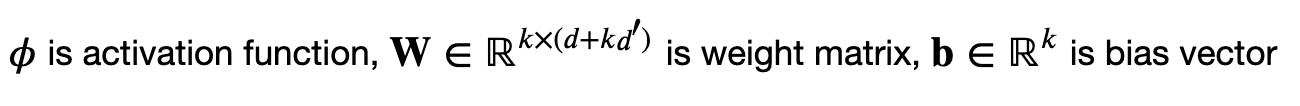 ϕ is activation function, W ∈ ℝ^{k×(d+kd′)} is weight matrix, b ∈ ℝ^k is bias vector